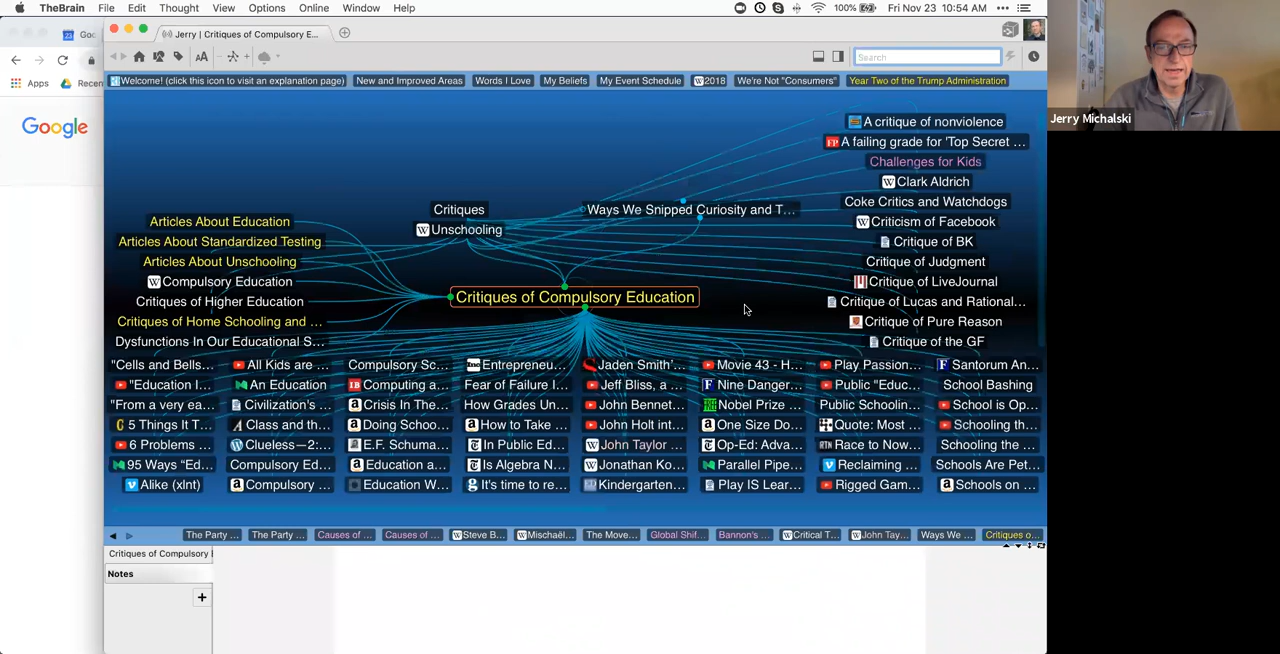 TheBrain File Edit Thought View Options Online Window Help 100% Fri Nov 23 10:54 AM
Jerry | Critiques of Compulsory E...
AA Search
Apps Recen
Google
Welcome! (click this icon to visit an explanation page) New and Improved Areas Words I Love My Beliefs My Event Schedule 2018 We're Not "Consumers" Year Two of the Trump Administration
Jerry Michalski
A critique of nonviolence
A failing grade for 'Top Secret ...
Challenges for Kids
Clark Aldrich
Coke Critics and Watchdogs
Criticism of Facebook
Critique of BK
Critique of Judgment
Critique of LiveJournal
Critique of Lucas and Rational...
Critique of Pure Reason
Critique of the GF
Critiques
Unschooling
Ways We Snipped Curiosity and T...
Articles About Education
Articles About Standardized Testing
Articles About Unschooling
Compulsory Education
Critiques of Higher Education
Critiques of Home Schooling and ...
Dysfunctions In Our Educational S...
Critiques of Compulsory Education
"Cells and Bells... All Kids are ... Compulsory Sc... Entrepreneu... Jaden Smith'... Movie 43 - H... Play Passion... Santorum An...
"Education I... An Education Computing a... Fear of Failure I... Jeff Bliss, a ... Nine Danger... Public "Educ... School Bashing
"From a very ea... Civilization's ... Crisis In The... How Grades Un... John Bennet... Nobel Prize ... Public Schoolin... School is Op...
5 Things It T... Class and th... Doing Schoo... How to Take ... John Holt int... One Size Do... Quote: Most ... Schooling th...
6 Problems ... Clueless—2:... E.F. Schuma... In Public Ed... John Taylor ... Op-Ed: Adva... Race to Now... Schooling the ...
95 Ways "Ed... Compulsory Ed... Education a... Is Algebra N... Jonathan Ko... Parallel Pipe... Reclaiming ... Schools Are Pet...
Alike (xlnt) Compulsory ... Education W... It's time to re... Kindergarten... Play IS Lear... Rigged Gam... Schools on ...
The Party ... The Party ... Causes of ... Causes of ... Steve B... Mischaël... The Move... Global Shif... Bannon's ... Critical T... John Tay... Ways We ... Critiques o...
Critiques of Compulsory
Notes